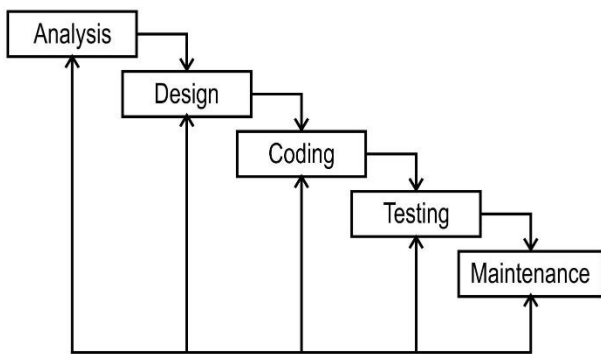 Analysis
Design
Coding
Testing
Maintenance